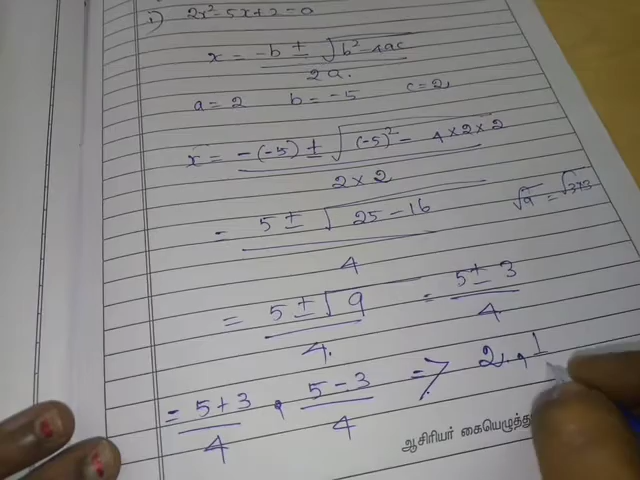 i) 2x² - 5x + 2 = 0
x = (-b ± √(b² - 4ac)) / 2a.
a = 2 b = -5 c = 2
x = (-(-5) ± √((-5)² - 4 × 2 × 2)) / (2 × 2)
= (5 ± √(25 - 16)) / 4 √9 = √3×3
= (5 ± √9) / 4. = (5 ± 3) / 4
= (5 + 3) / 4 , (5 - 3) / 4 => 2, 1
ஆசிரியர்